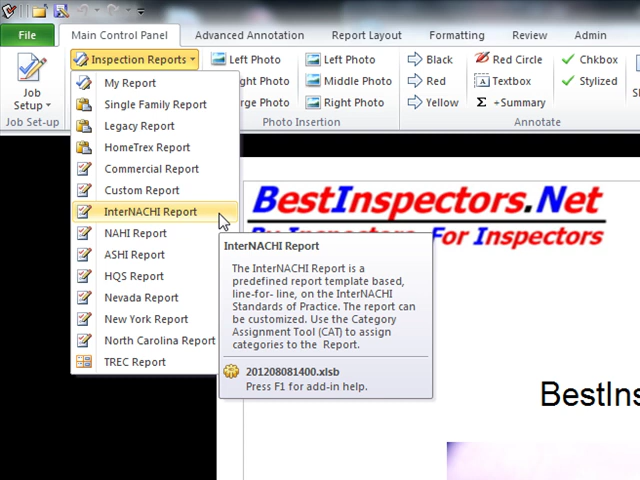 File
Main Control Panel
Advanced Annotation
Report Layout
Formatting
Review
Admin
Job
Setup
Job Set-up
Inspection Reports
Left Photo
Left Photo
Black
Red Circle
Chkbox
ght Photo
Middle Photo
Red
Textbox
Stylized
rge Photo
Right Photo
Yellow
Σ +Summary
Photo Insertion
Annotate
My Report
Single Family Report
Legacy Report
HomeTrex Report
Commercial Report
Custom Report
InterNACHI Report
NAHI Report
ASHI Report
HQS Report
Nevada Report
New York Report
North Carolina Report
TREC Report
BestInspectors.Net
By Inspectors, For Inspectors
InterNACHI Report
The InterNACHI Report is a
predefined report template based,
line-for- line, on the InterNACHI
Standards of Practice. The report can
be customized. Use the Category
Assignment Tool (CAT) to assign
categories to the Report.
201208081400.xlsb
Press F1 for add-in help.
BestIns